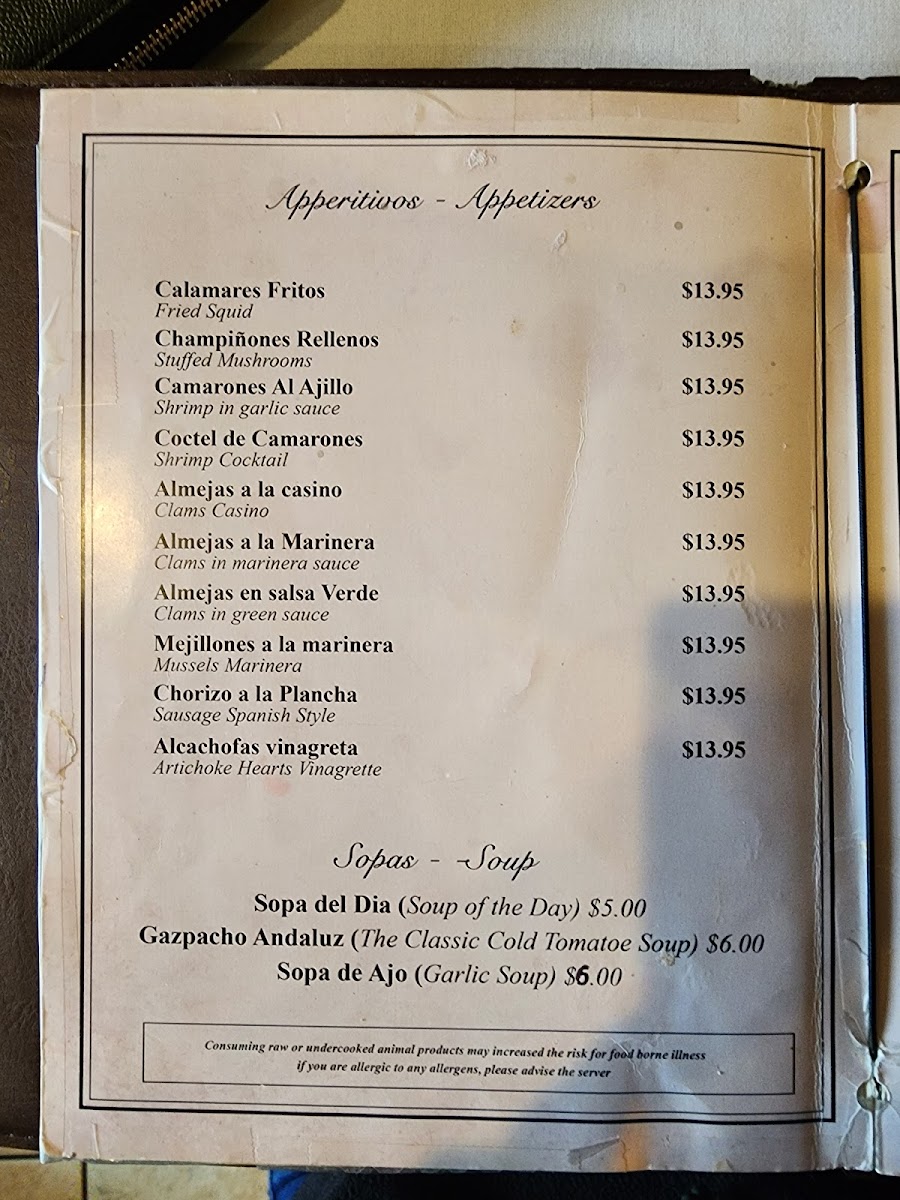 Apperitivos - Appetizers
Calamares Fritos $13.95
Fried Squid
Champiñones Rellenos $13.95
Stuffed Mushrooms
Camarones Al Ajillo $13.95
Shrimp in garlic sauce
Coctel de Camarones $13.95
Shrimp Cocktail
Almejas a la casino $13.95
Clams Casino
Almejas a la Marinera $13.95
Clams in marinera sauce
Almejas en salsa Verde $13.95
Clams in green sauce
Mejillones a la marinera $13.95
Mussels Marinera
Chorizo a la Plancha $13.95
Sausage Spanish Style
Alcachofas vinagreta $13.95
Artichoke Hearts Vinagrette
Sopas - -Soup
Sopa del Dia (Soup of the Day) $5.00
Gazpacho Andaluz (The Classic Cold Tomatoe Soup) $6.00
Sopa de Ajo (Garlic Soup) $6.00
Consuming raw or undercooked animal products may increased the risk for food borne illness
if you are allergic to any allergens, please advise the server